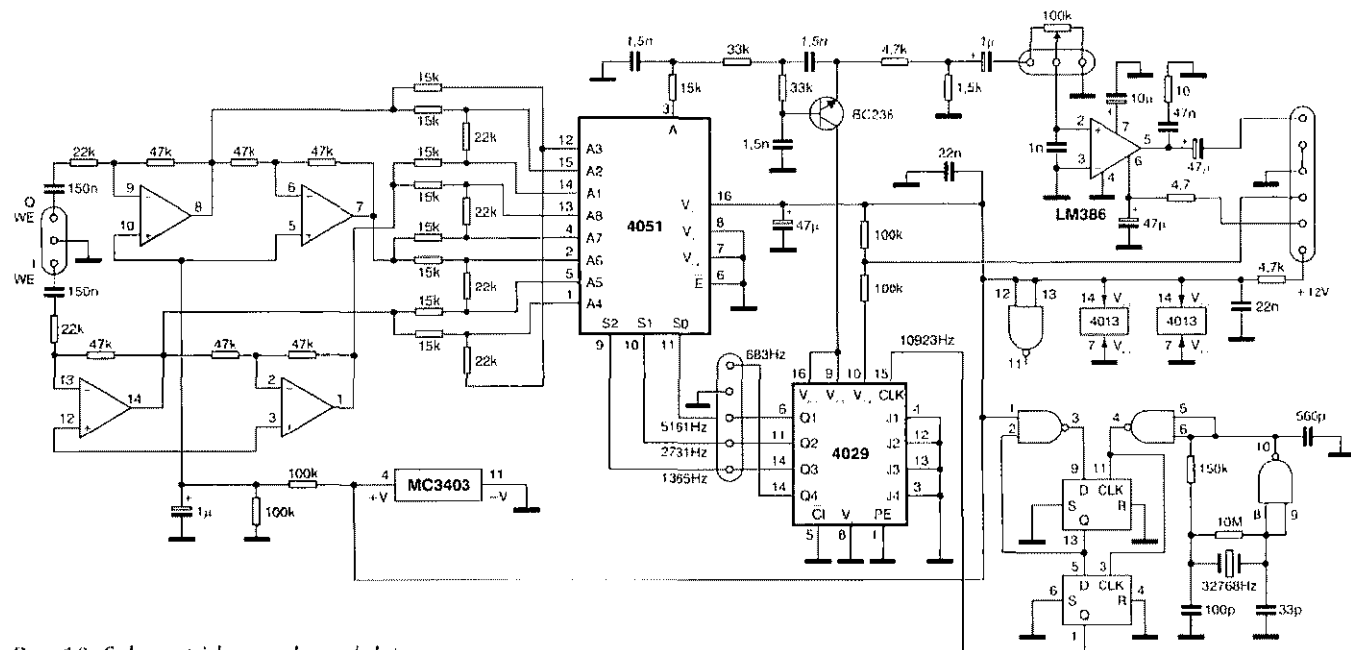 100k
1,5n
33k
1,5n
4,7k
1µ
15k
33k
1,5k
10µ
10
15k
3
BC236
47n
15k
A
1,5n
2
7
5
22k
12
A3
22n
1n
3
6
4
47µ
22k
47k
47k
47k
15k
15
A2
4,7
150n
9
8
6
14
A1
LM386
Q
WE
10
7
15k
13
A8
V
16
47µ
5
22k
4
A7
4051
V
8
100k
47µ
I
WE
15k
2
A6
V
7
150n
15k
5
A5
E
6
100k
12
13
4,7k
22k
22k
1
A4
14
V
14
V
+12V
15k
S2
S1
S0
4013
4013
22n
47k
47k
47k
15k
22k
9
10
11
683Hz
10923Hz
11
7
V
7
V
13
14
2
1
16
9
10
15
12
3
V
V
V
CLK
1
3
4
5
560p
5161Hz
6
Q1
J1
4
2
6
2731Hz
11
Q2
J2
12
10
100k
4
MC3403
11
1365Hz
14
Q3
4029
J3
13
9
11
150k
+V
–V
14
Q4
J4
3
D
CLK
8
9
1µ
100k
CI
V
PE
S
R
10M
5
8
1
Q
13
32768Hz
5
3
6
D
CLK
4
S
R
100p
33p
Q
1